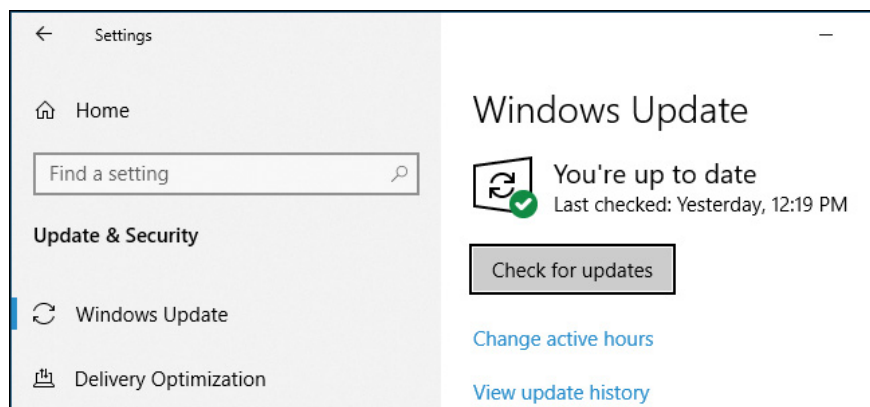 Settings
Home
Find a setting
Update & Security
Windows Update
Delivery Optimization
Windows Update
You're up to date
Last checked: Yesterday, 12:19 PM
Check for updates
Change active hours
View update history